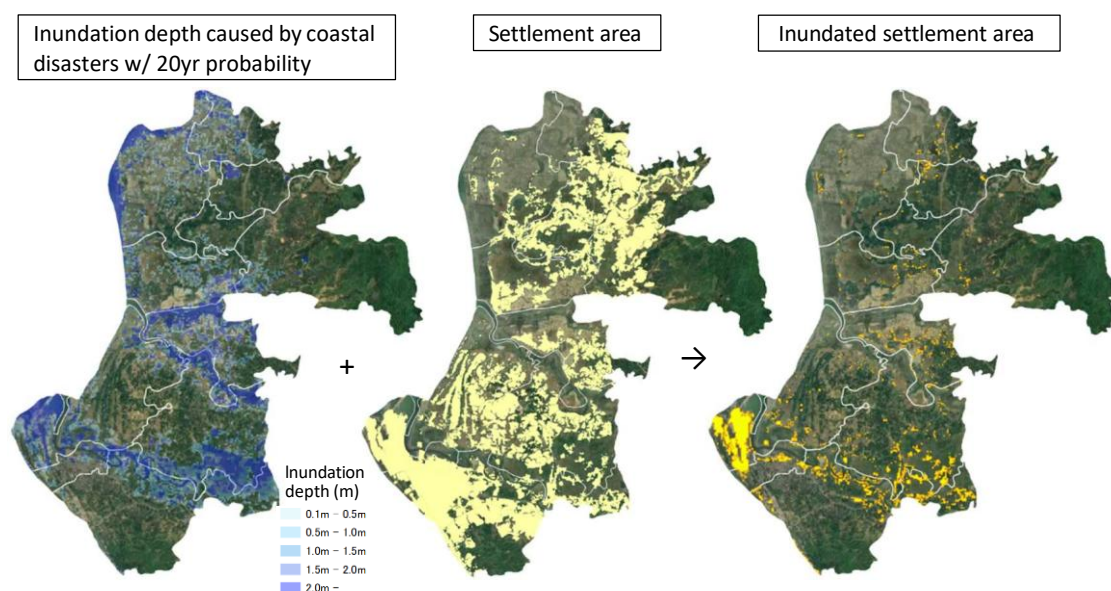 Inundation depth caused by coastal
disasters w/ 20yr probability
Settlement area
Inundated settlement area
+
→
Inundation
depth (m)
0.1m − 0.5m
0.5m − 1.0m
1.0m − 1.5m
1.5m − 2.0m
2.0m −